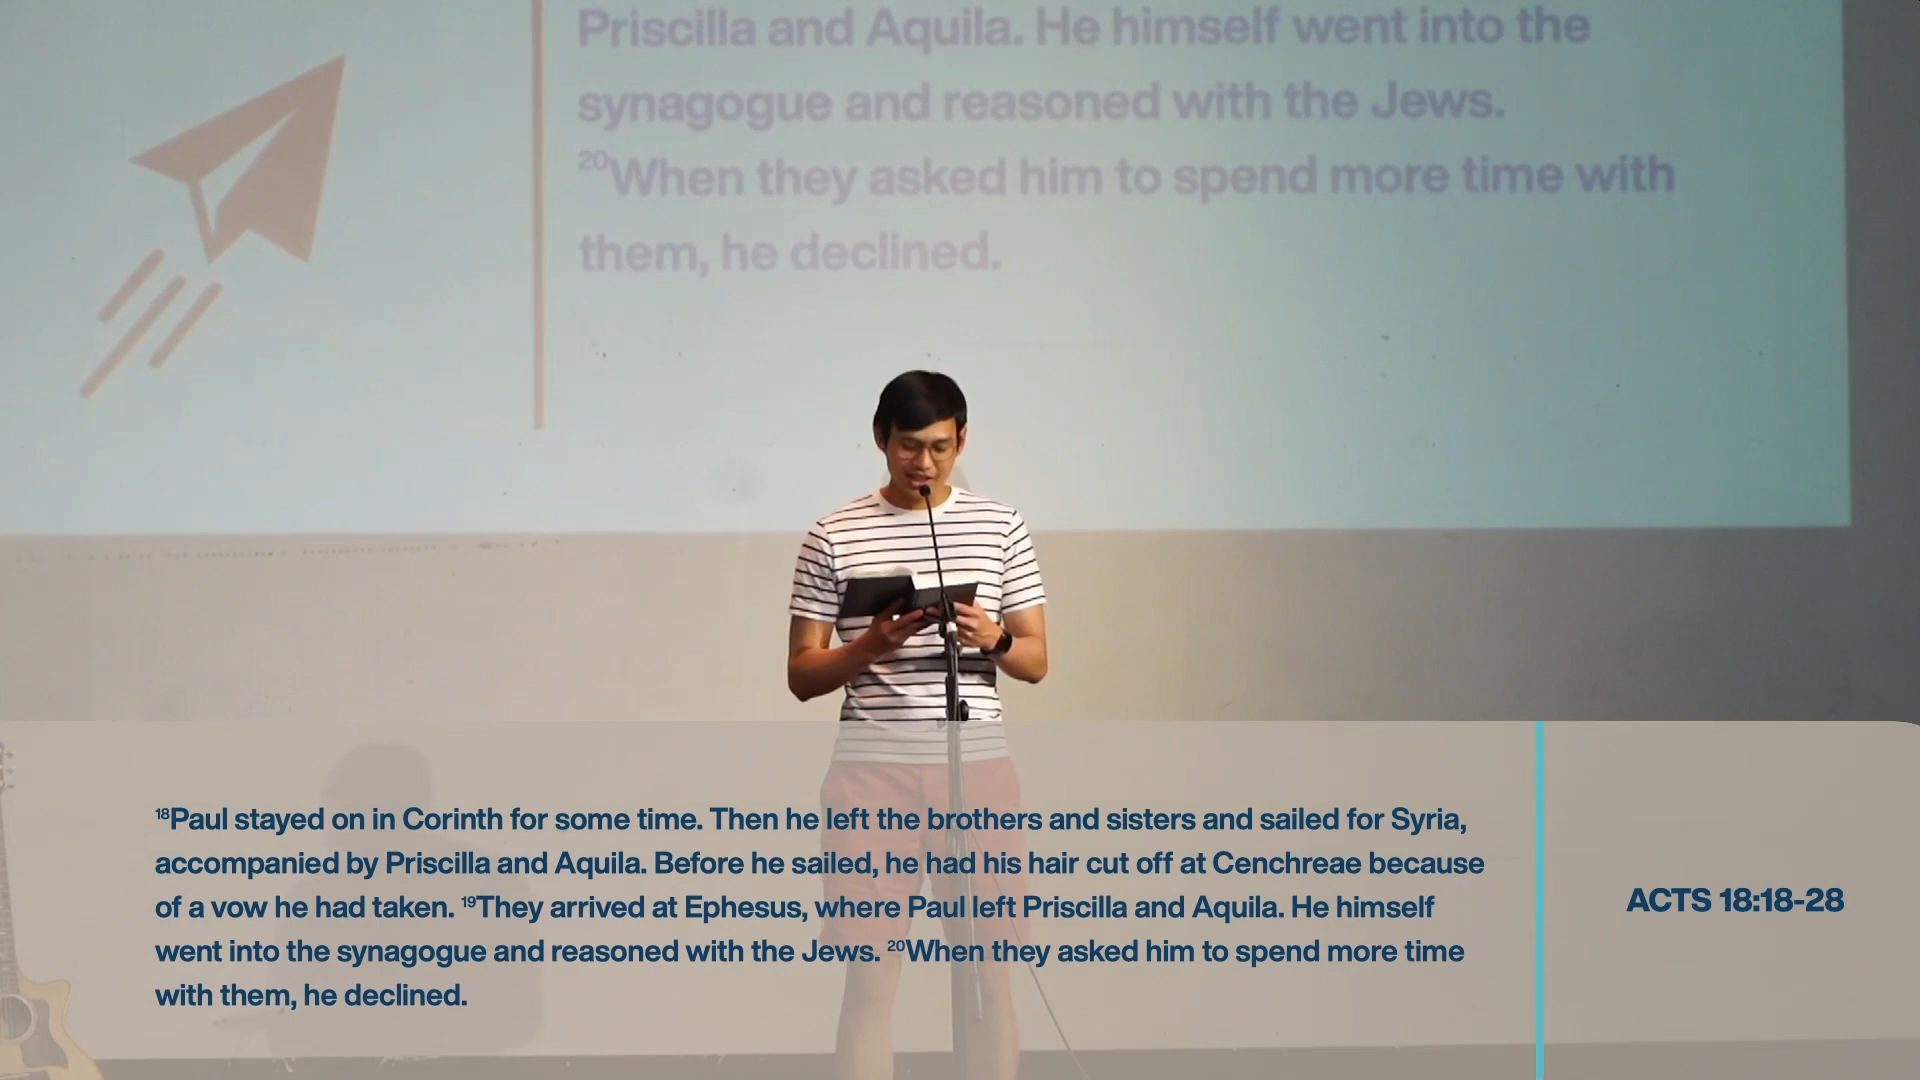 Priscilla and Aquila. He himself went into the
synagogue and reasoned with the Jews.
²⁰When they asked him to spend more time with
them, he declined.
¹⁸Paul stayed on in Corinth for some time. Then he left the brothers and sisters and sailed for Syria,
accompanied by Priscilla and Aquila. Before he sailed, he had his hair cut off at Cenchreae because
of a vow he had taken. ¹⁹They arrived at Ephesus, where Paul left Priscilla and Aquila. He himself
went into the synagogue and reasoned with the Jews. ²⁰When they asked him to spend more time
with them, he declined.
ACTS 18:18-28